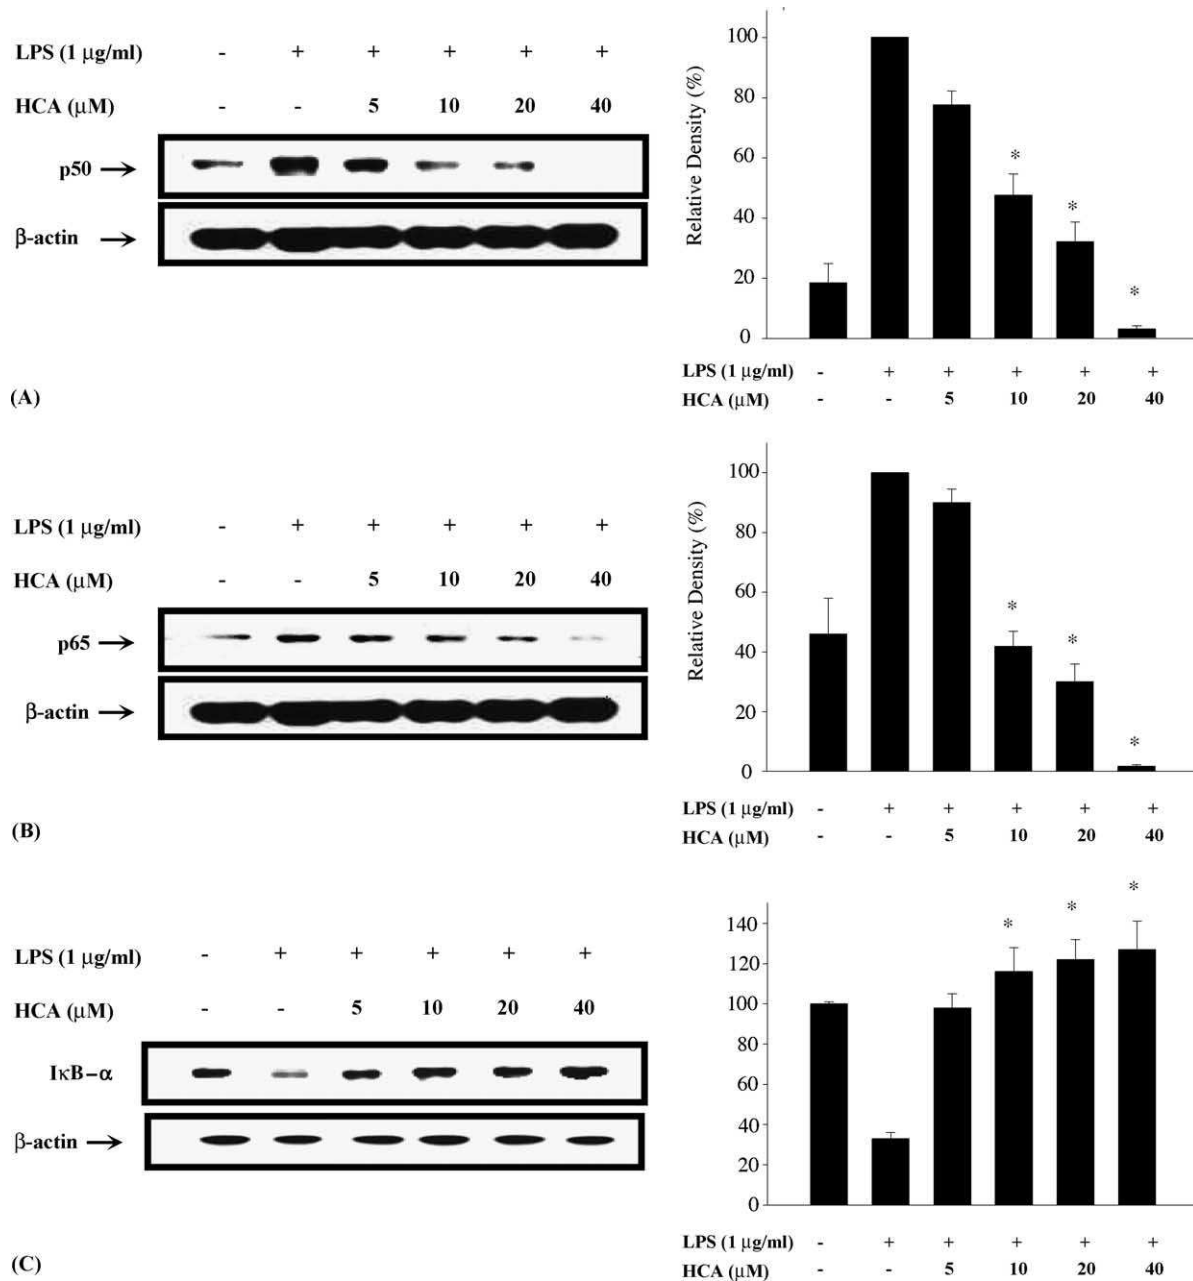 LPS (1 μg/ml) - + + + + +
HCA (μM) - - 5 10 20 40
p50
β-actin
(A)
Relative Density (%)
100
80
60
40
20
0
* * *
LPS (1 μg/ml) - + + + + +
HCA (μM) - - 5 10 20 40
LPS (1 μg/ml) - + + + + +
HCA (μM) - - 5 10 20 40
p65
β-actin
(B)
Relative Density (%)
100
80
60
40
20
0
* * *
LPS (1 μg/ml) - + + + + +
HCA (μM) - - 5 10 20 40
LPS (1 μg/ml) - + + + + +
HCA (μM) - - 5 10 20 40
IκB-α
β-actin
(C)
140
120
100
80
60
40
20
0
* * *
LPS (1 μg/ml) - + + + + +
HCA (μM) - - 5 10 20 40